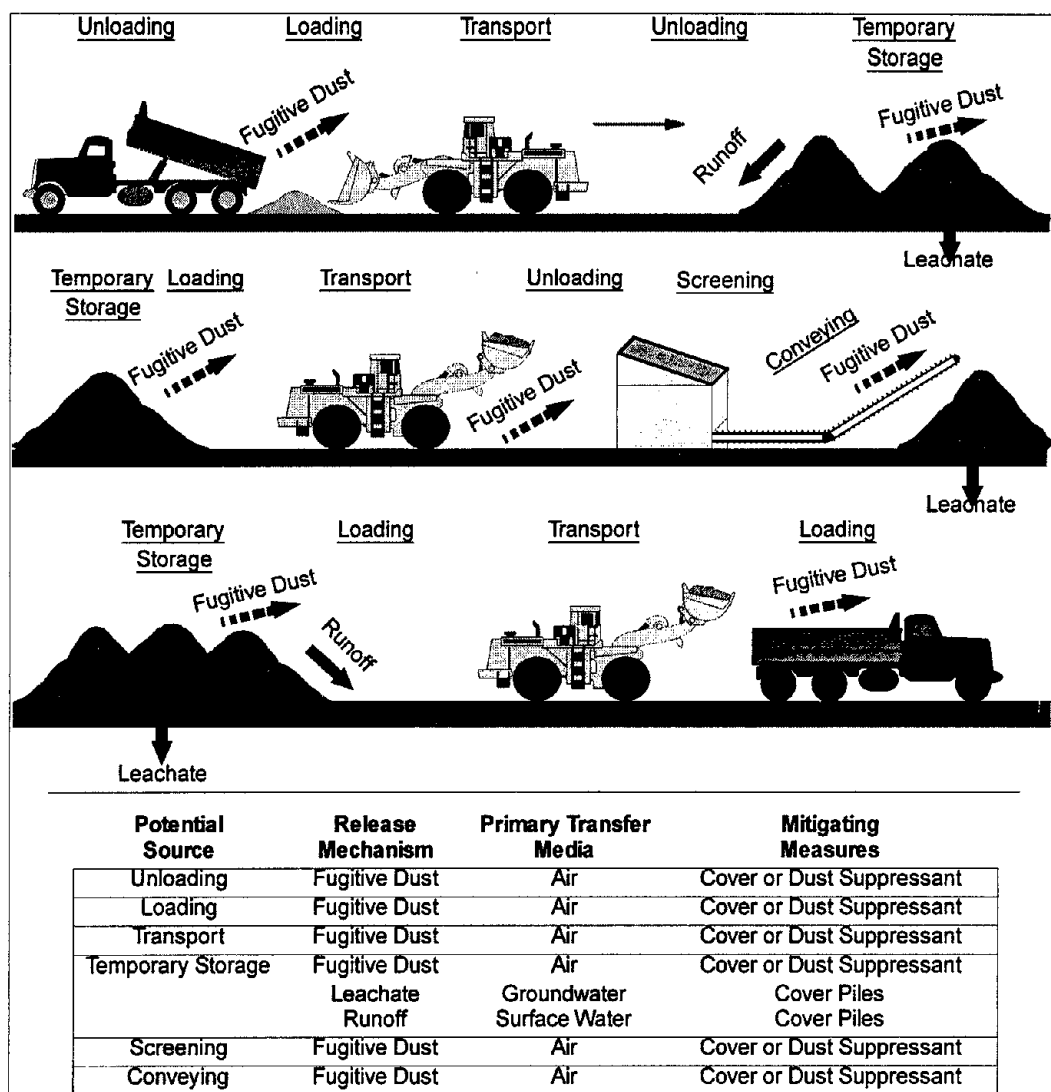 Unloading Loading Transport Unloading Temporary
Storage
Fugitive Dust
Runoff
Fugitive Dust
Leachate
Temporary Loading Transport Unloading Screening
Storage
Fugitive Dust
Fugitive Dust
Conveying
Fugitive Dust
Leachate
Temporary Loading Transport Loading
Storage
Fugitive Dust
Runoff
Fugitive Dust
Leachate
Potential Release Primary Transfer Mitigating
Source Mechanism Media Measures
Unloading Fugitive Dust Air Cover or Dust Suppressant
Loading Fugitive Dust Air Cover or Dust Suppressant
Transport Fugitive Dust Air Cover or Dust Suppressant
Temporary Storage Fugitive Dust Air Cover or Dust Suppressant
Leachate Groundwater Cover Piles
Runoff Surface Water Cover Piles
Screening Fugitive Dust Air Cover or Dust Suppressant
Conveying Fugitive Dust Air Cover or Dust Suppressant